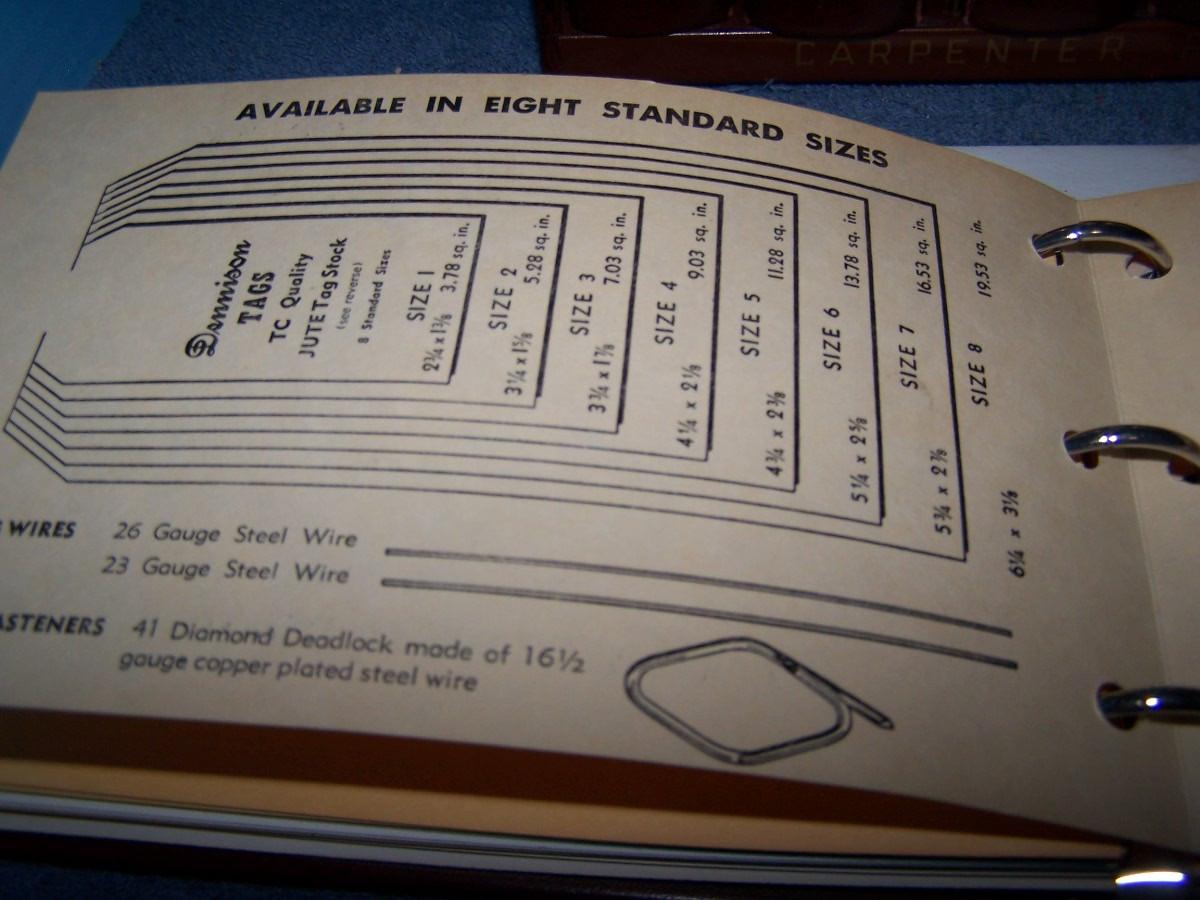 CARPENTER
AVAILABLE IN EIGHT STANDARD SIZES
Dennison
TAGS
TC Quality
JUTE Tag Stock
(see reverse)
8 Standard Sizes
SIZE 1
2¾ x 1⅜ 3.78 sq. in.
SIZE 2
3¼ x 1⅝ 5.28 sq. in.
SIZE 3
3¾ x 1⅞ 7.03 sq. in.
SIZE 4
4¼ x 2⅛ 9.03 sq. in.
SIZE 5
4¾ x 2⅜ 11.28 sq. in.
SIZE 6
5¼ x 2⅝ 13.78 sq. in.
SIZE 7
5¾ x 2⅞ 16.53 sq. in.
SIZE 8
6¼ x 3⅛ 19.53 sq. in.
WIRES 26 Gauge Steel Wire
23 Gauge Steel Wire
ASTENERS 41 Diamond Deadlock made of 16½
gauge copper plated steel wire